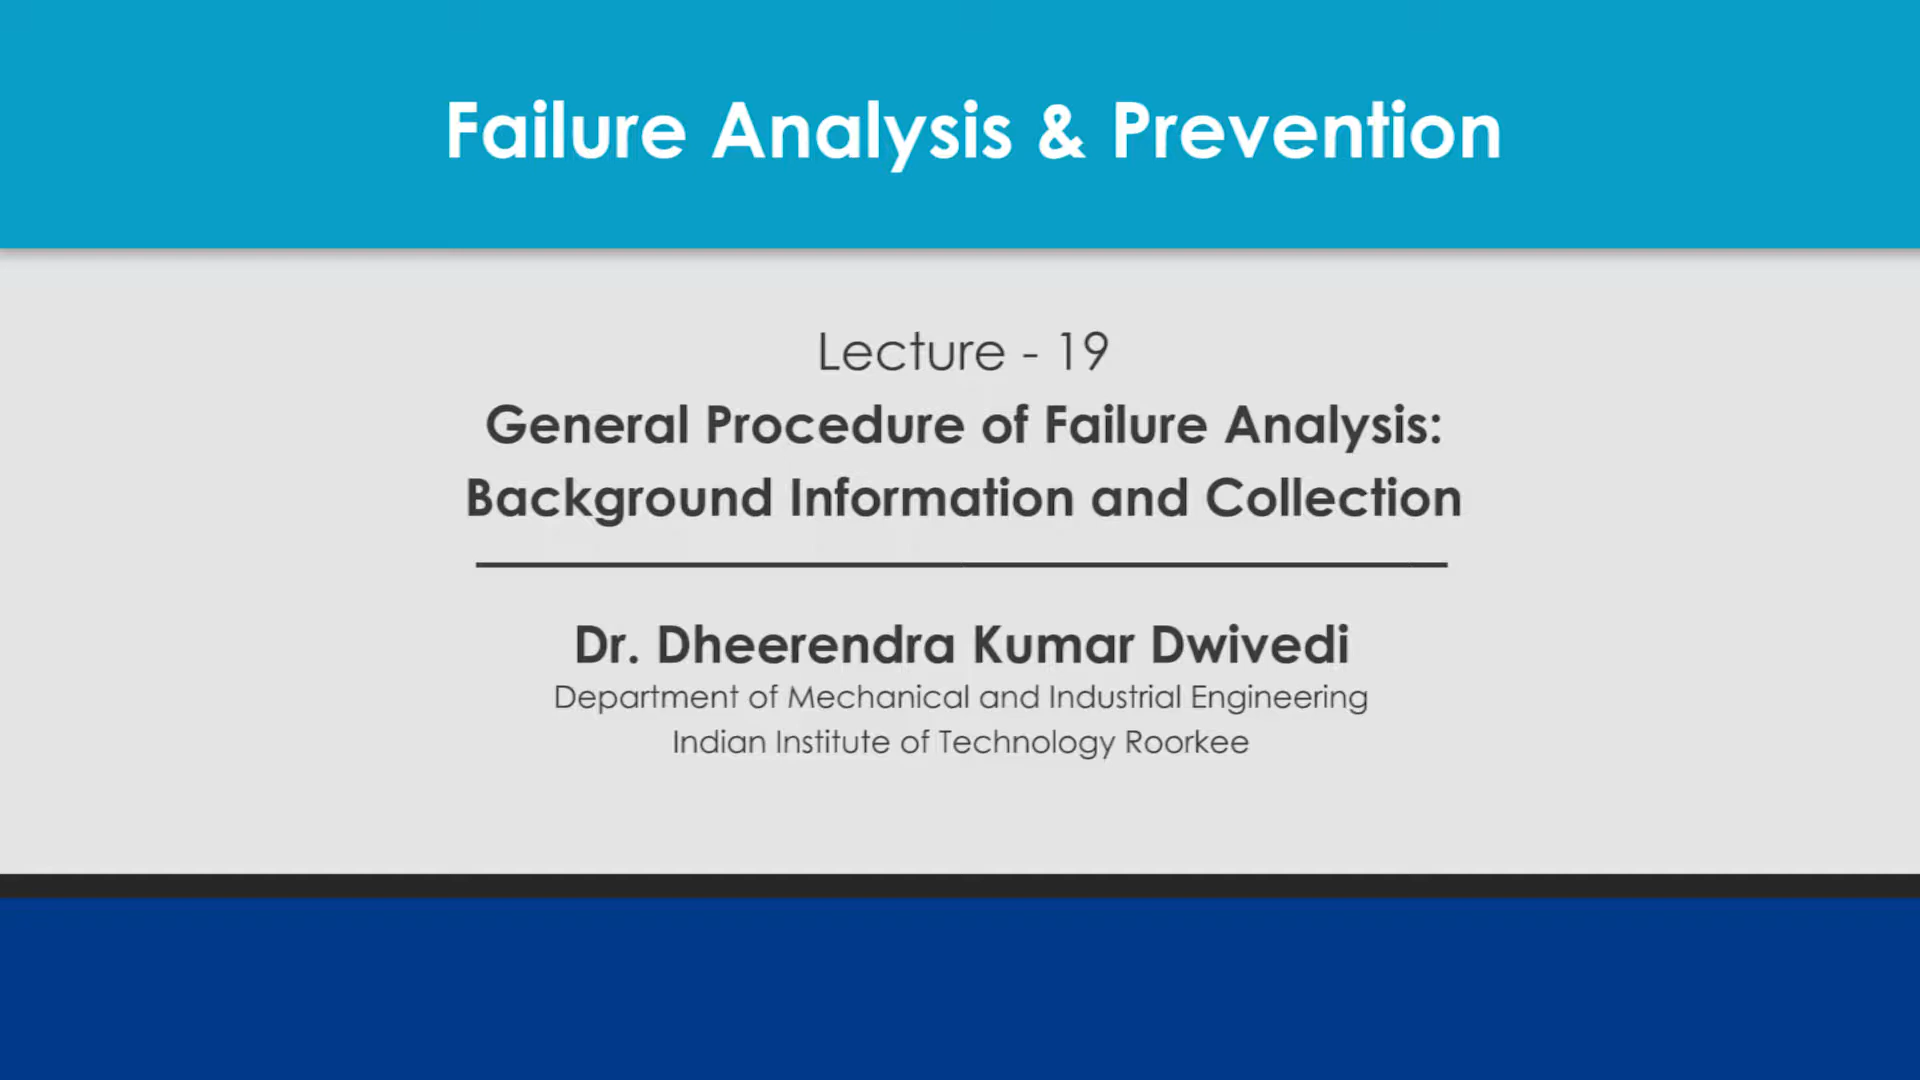 Failure Analysis & Prevention
Lecture - 19
General Procedure of Failure Analysis:
Background Information and Collection
Dr. Dheerendra Kumar Dwivedi
Department of Mechanical and Industrial Engineering
Indian Institute of Technology Roorkee